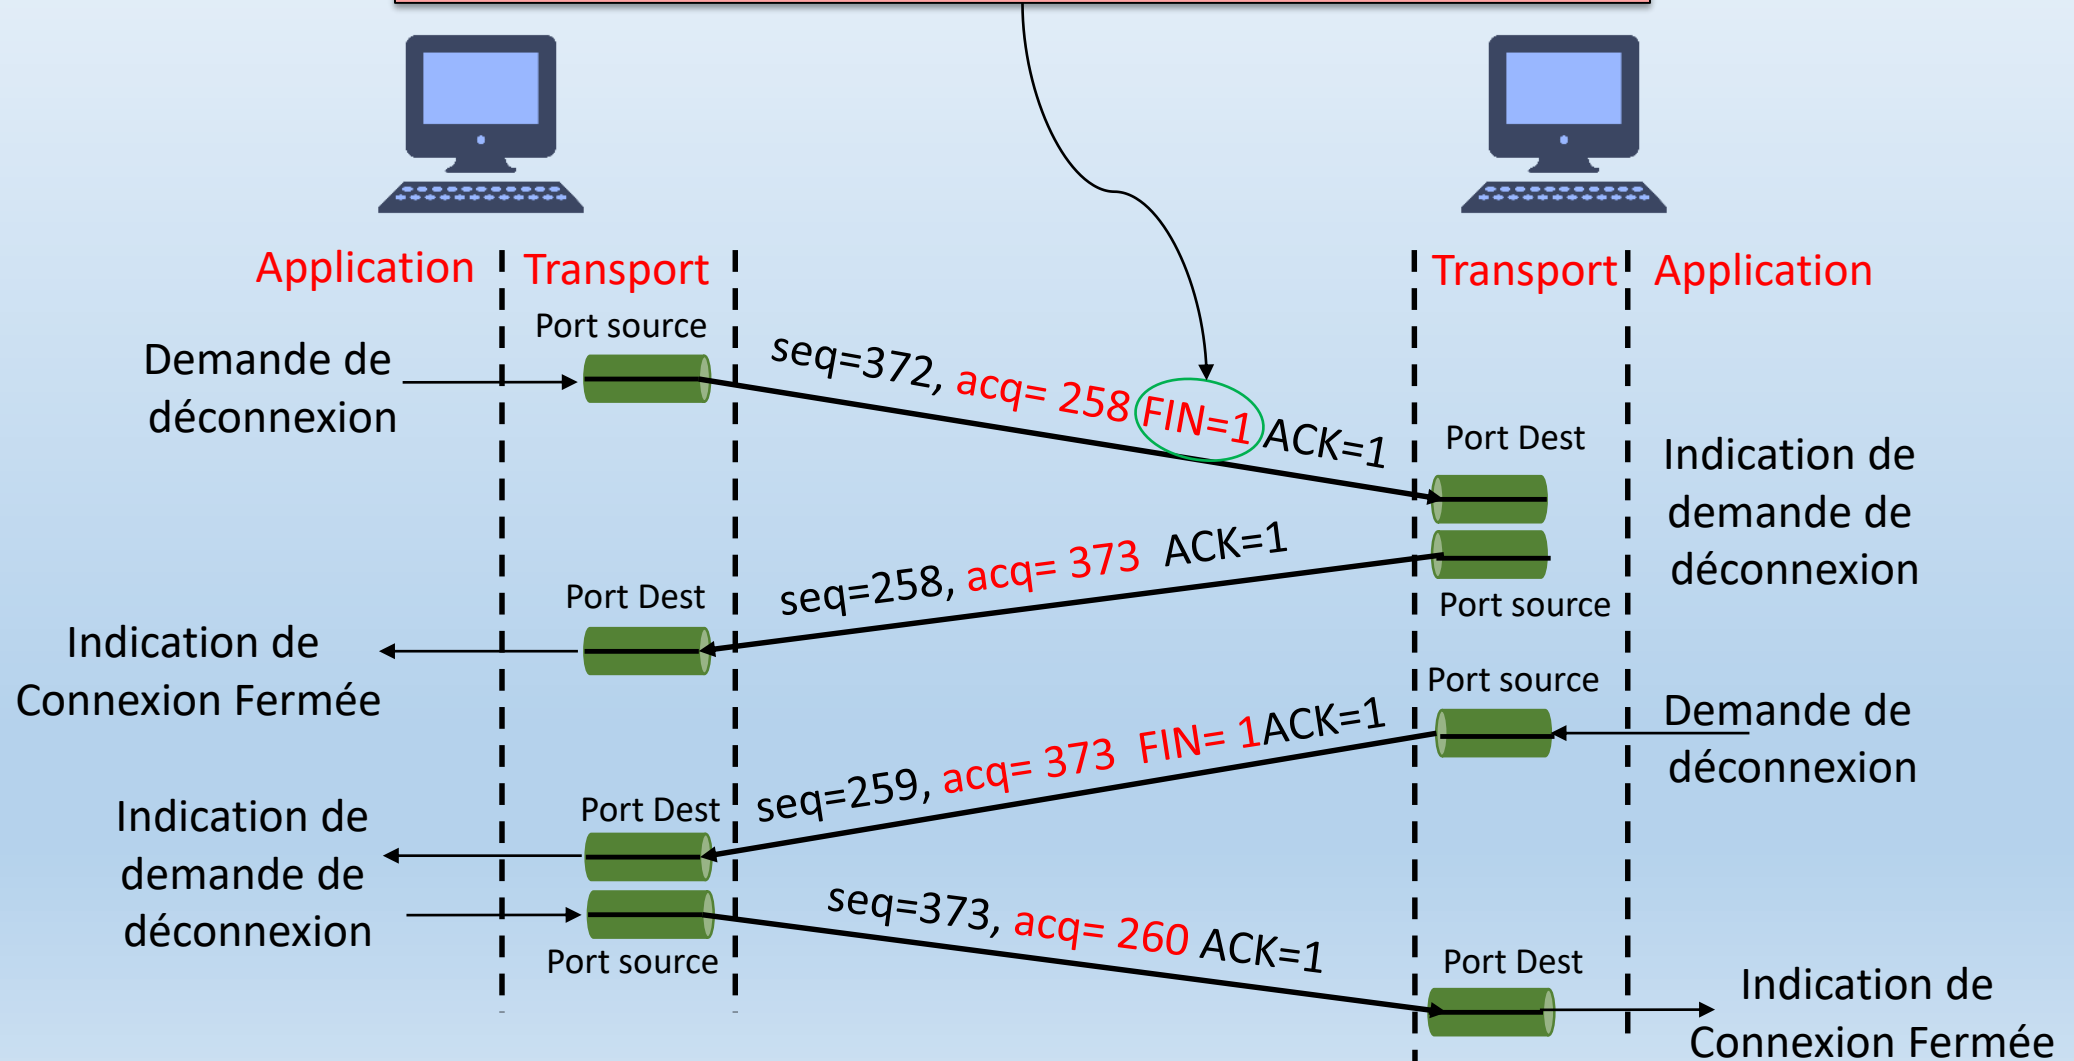 Application
Transport
Transport
Application
Port source
Demande de
déconnexion
seq=372, acq= 258 FIN=1 ACK=1
Port Dest
Indication de
demande de
déconnexion
seq=258, acq= 373 ACK=1
Port source
Port Dest
Indication de
Connexion Fermée
Port source
Demande de
déconnexion
seq=259, acq= 373 FIN= 1ACK=1
Port Dest
Indication de
demande de
déconnexion
Port source
seq=373, acq= 260 ACK=1
Port Dest
Indication de
Connexion Fermée